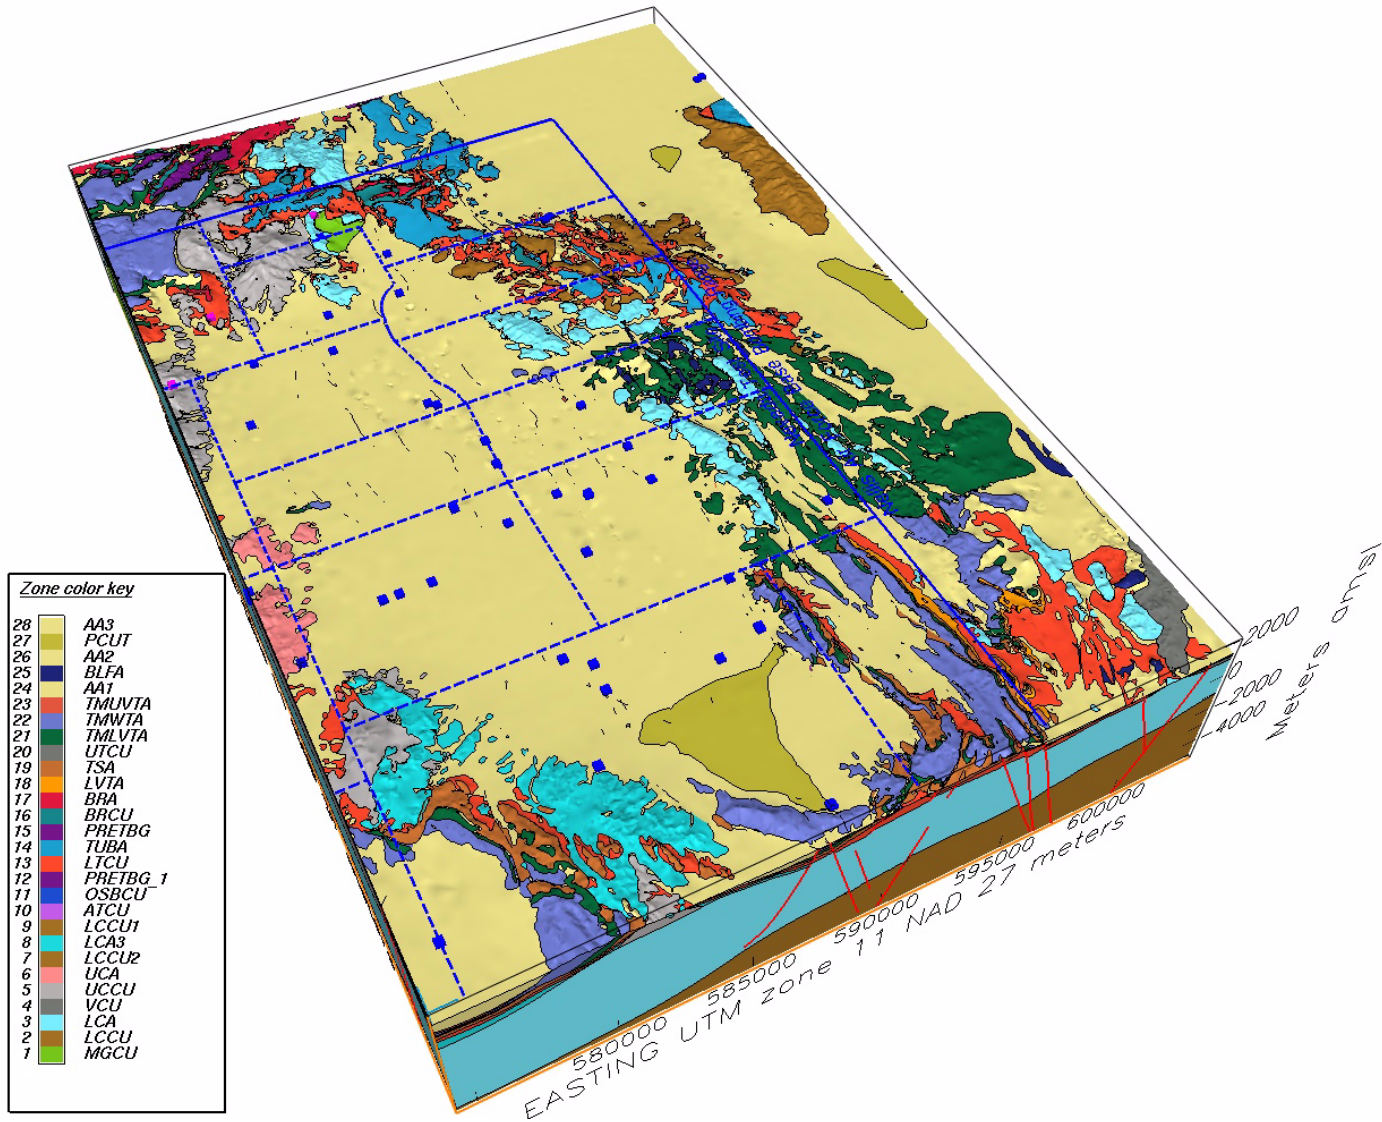 Zone color key
28 AA3
27 PCUT
26 AA2
25 BLFA
24 AA1
23 TMUVTA
22 TMWTA
21 TMLVTA
20 UTCU
19 TSA
18 LVTA
17 BRA
16 BRCU
15 PRETBG
14 TUBA
13 LTCU
12 PRETBG_1
11 OSBCU
10 ATCU
9 LCCU1
8 LCA3
7 LCCU2
6 UCA
5 UCCU
4 VCU
3 LCA
2 LCCU
1 MGCU
Nellis
2000
0
-2000
-4000
Meters amsl
580000
585000
590000
595000
600000
EASTING UTM zone 11 NAD 27 meters